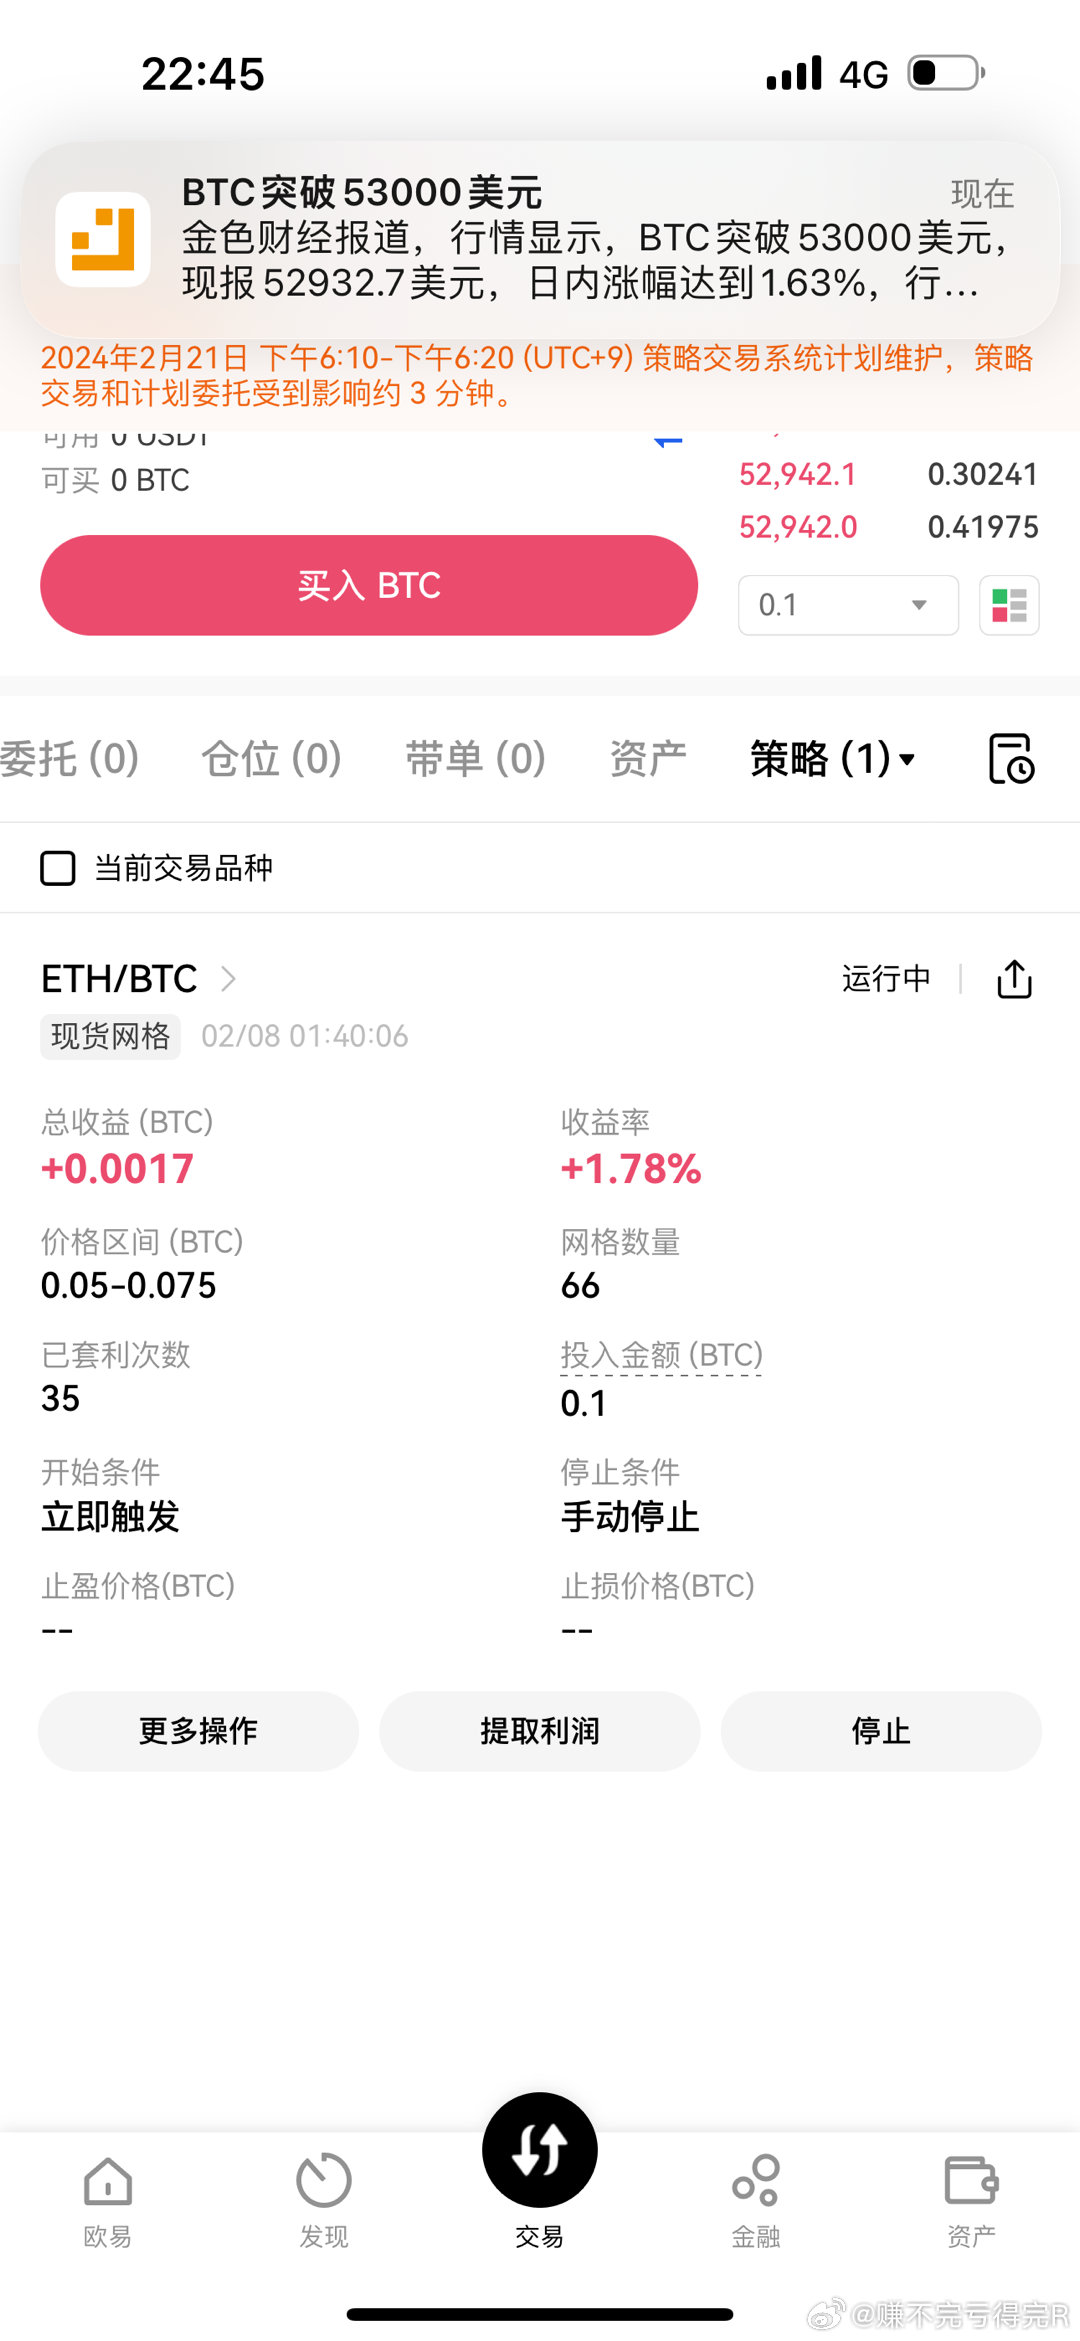 22:45
4G
BTC突破53000美元
现在
金色财经报道，行情显示，BTC突破53000美元，
现报52932.7美元，日内涨幅达到1.63%，行...
2024年2月21日 下午6:10-下午6:20 (UTC+9) 策略交易系统计划维护，策略
交易和计划委托受到影响约 3 分钟。
可用 0 USDT
可买 0 BTC
52,942.1 0.30241
52,942.0 0.41975
买入 BTC
0.1
委托 (0) 仓位 (0) 带单 (0) 资产 策略 (1)
当前交易品种
ETH/BTC
运行中
现货网格 02/08 01:40:06
总收益 (BTC) 收益率
+0.0017 +1.78%
价格区间 (BTC) 网格数量
0.05-0.075 66
已套利次数 投入金额 (BTC)
35 0.1
开始条件 停止条件
立即触发 手动停止
止盈价格(BTC) 止损价格(BTC)
-- --
更多操作 提取利润 停止
欧易 发现 交易 金融 资产
@赚不完亏得完R